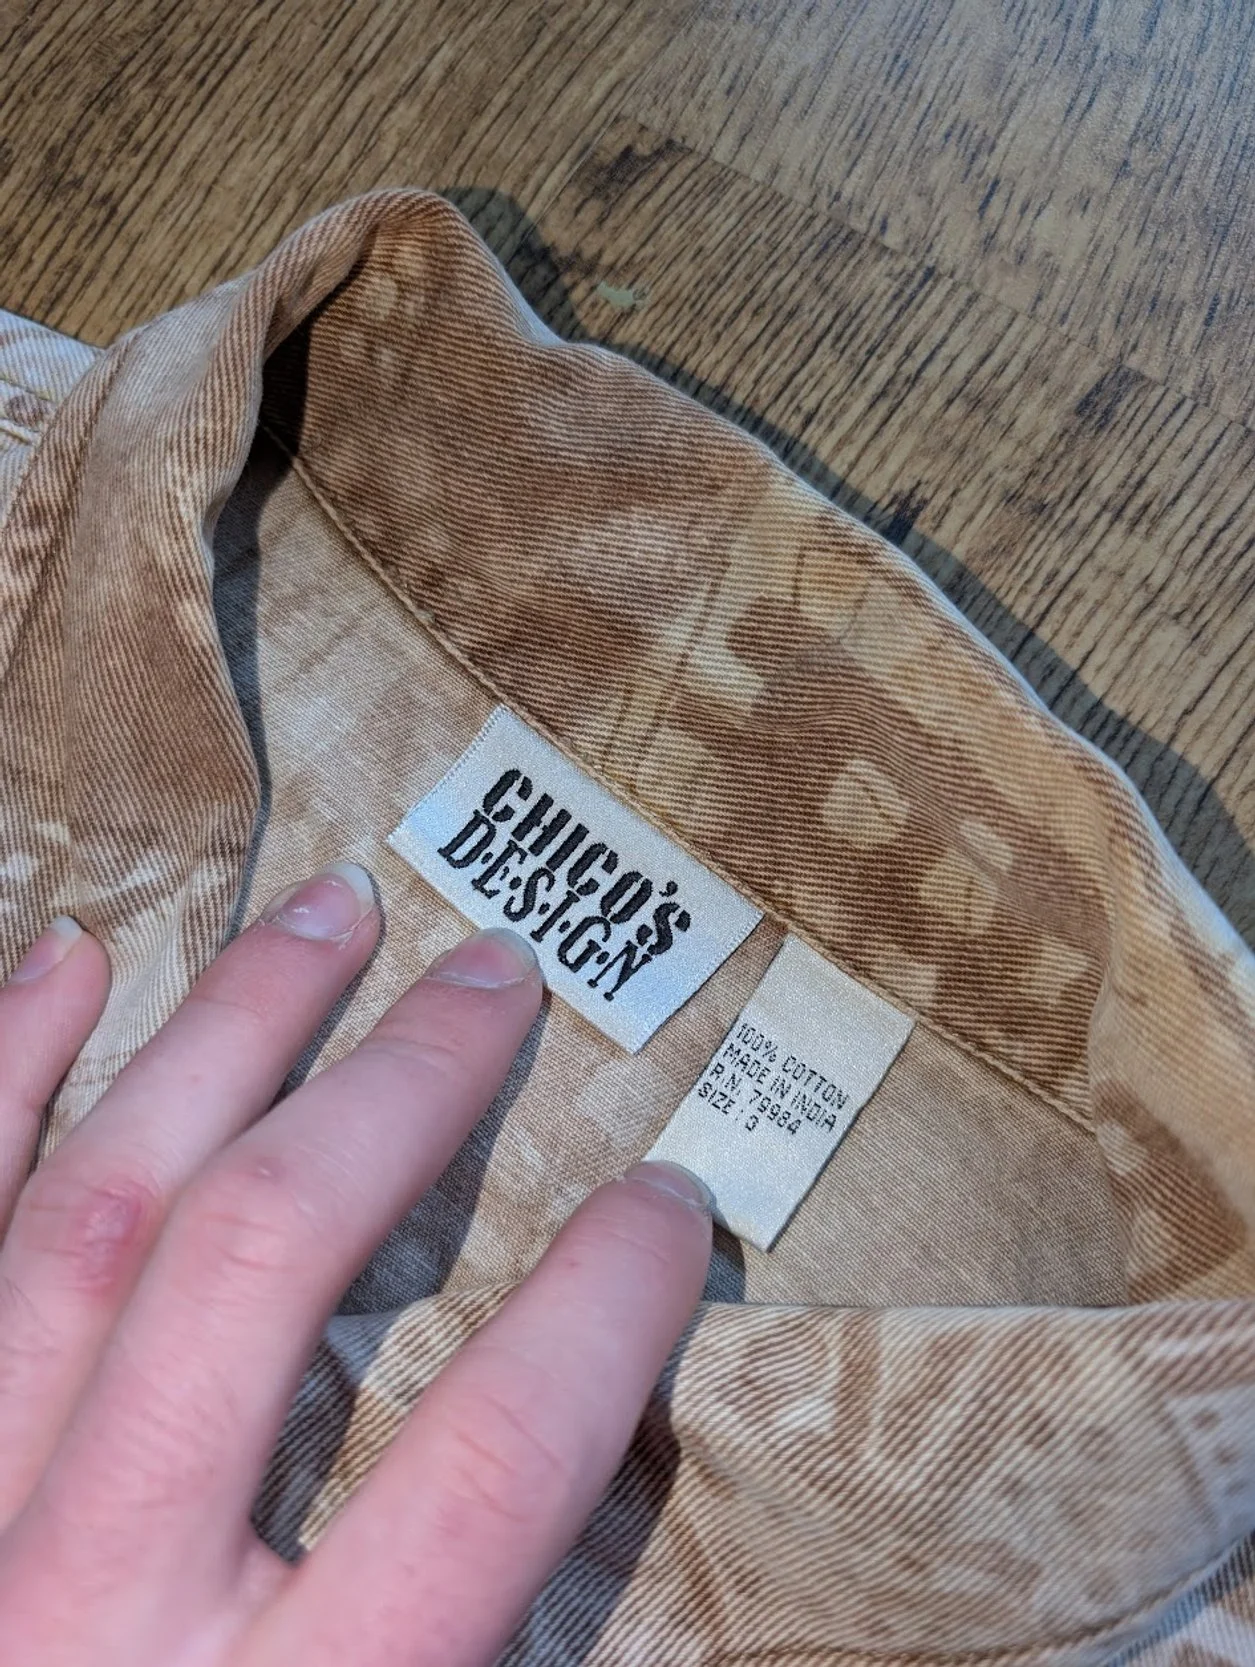 CHICO'S
D·E·S·I·G·N
100% COTTON
MADE IN INDIA
R.N. 79984
SIZE : 3